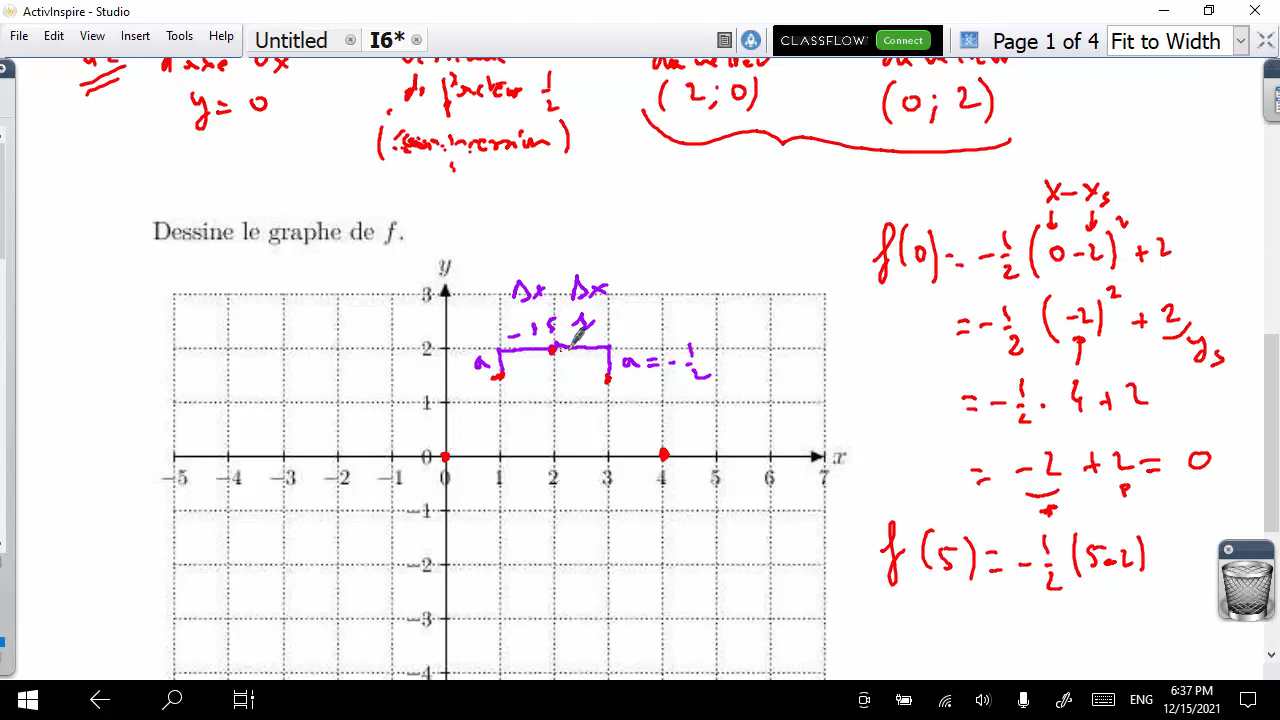 ActivInspire - Studio
File Edit View Insert Tools Help Untitled I6* CLASSFLOW Connect Page 1 of 4 Fit to Width
y = 0
1/2
(2 ; 0)
(0 ; 2)
x - xs
Dessine le graphe de f.
f(0) = -1/2 (0 - 2)² + 2
= -1/2 (-2)² + 2 ys
= -1/2 · 4 + 2
= -2 + 2 = 0
f(5) = -1/2 (5-2)
y
3
Δx Δx
2
a a = -1/2
1
0 x
-5 -4 -3 -2 -1 0 1 2 3 4 5 6 7
-1
-2
-3
-4
ENG 6:37 PM
12/15/2021